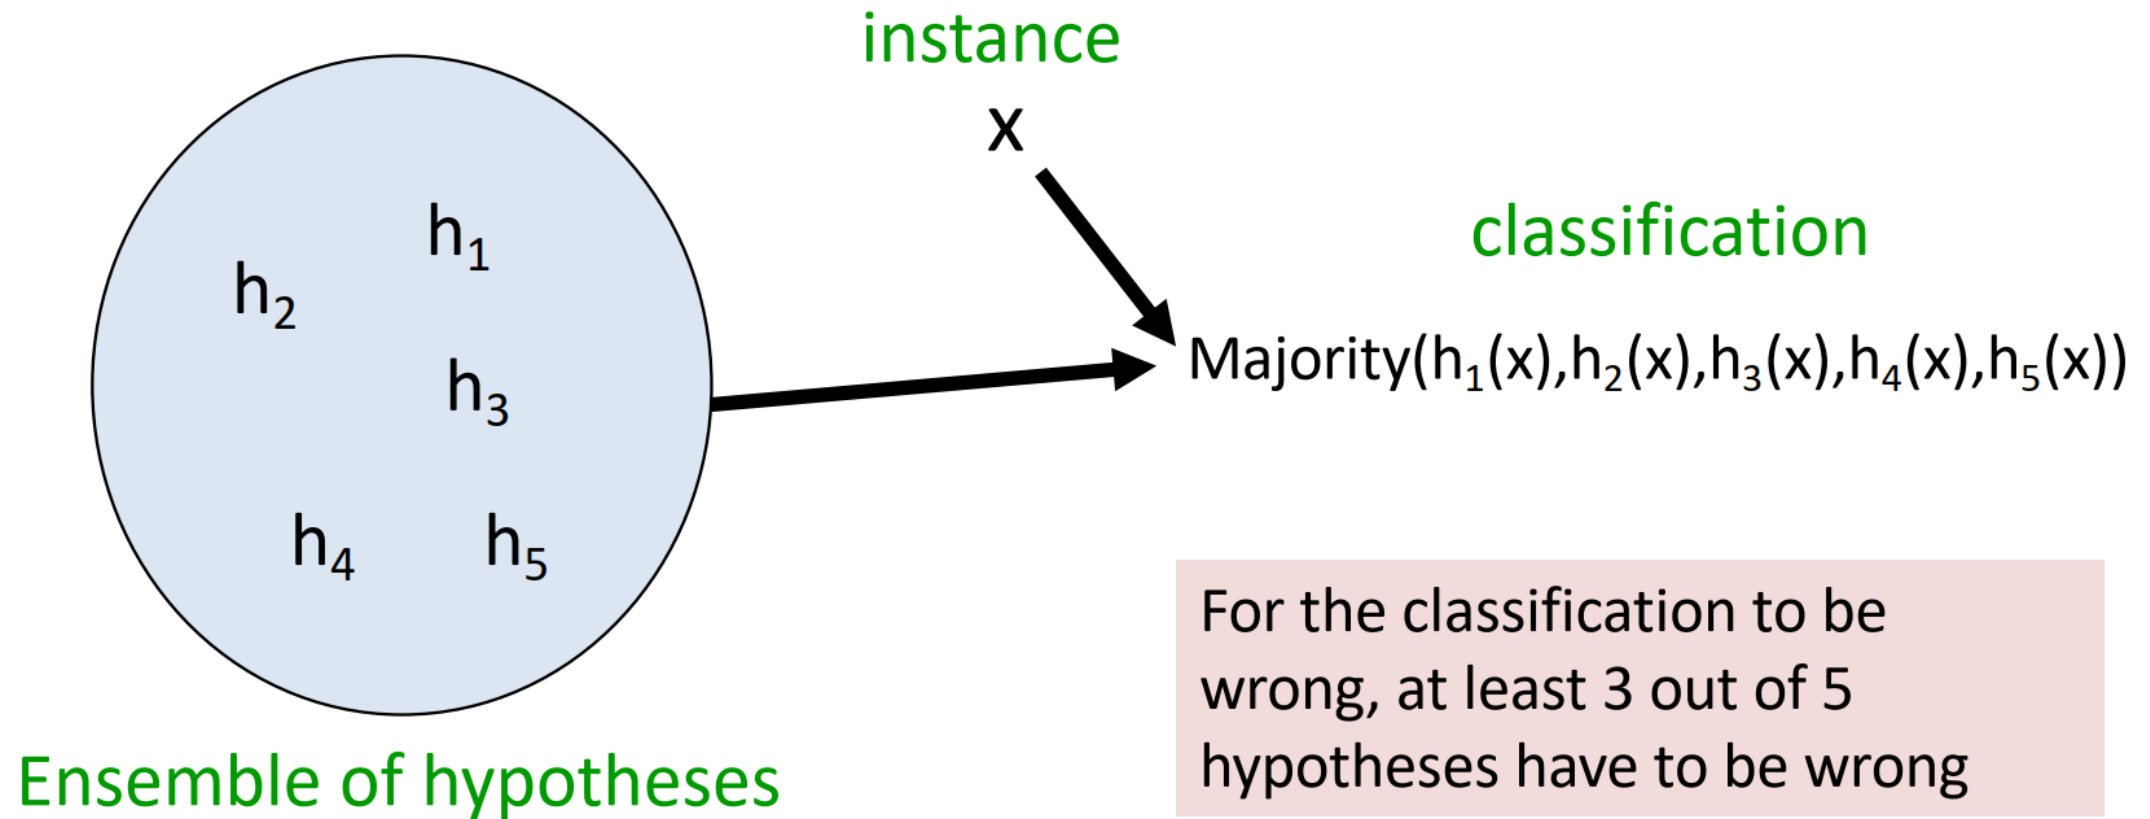 instance
x
h₁
h₂
h₃
h₄ h₅
Ensemble of hypotheses
classification
Majority(h₁(x),h₂(x),h₃(x),h₄(x),h₅(x))
For the classification to be
wrong, at least 3 out of 5
hypotheses have to be wrong